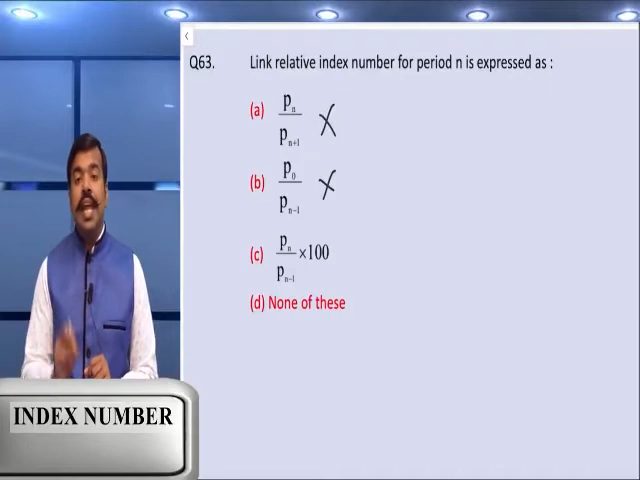 Q63. Link relative index number for period n is expressed as :
(a) pₙ / pₙ₊₁ X
(b) p₀ / pₙ₋₁ X
(c) pₙ / pₙ₋₁ ×100
(d) None of these
INDEX NUMBER